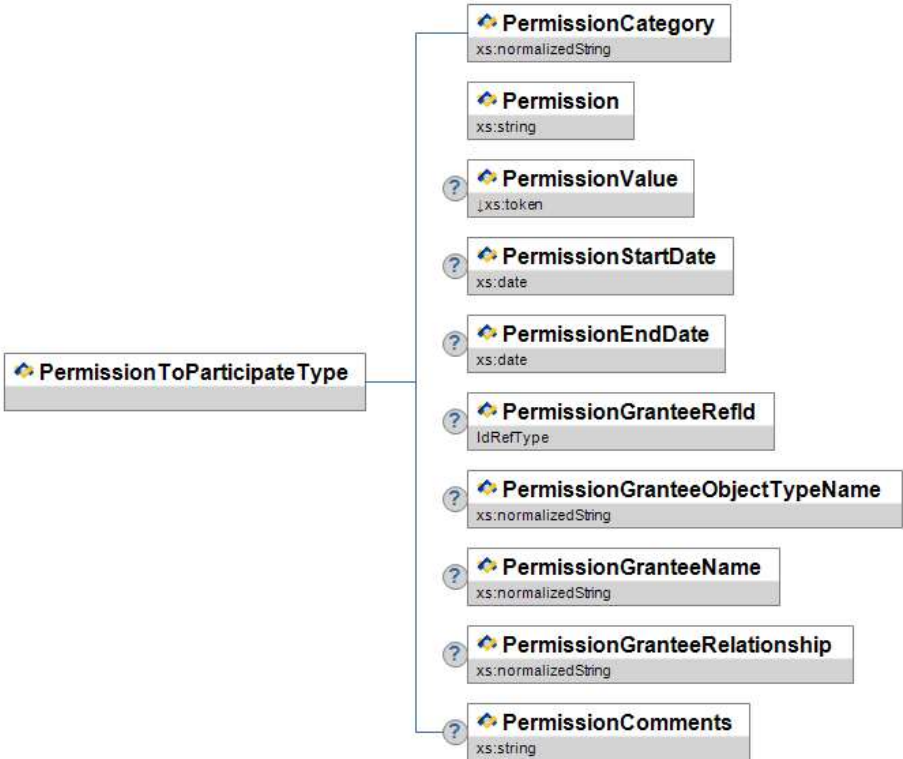 PermissionCategory
xs:normalizedString
Permission
xs:string
?
PermissionValue
↓xs:token
?
PermissionStartDate
xs:date
?
PermissionEndDate
xs:date
PermissionToParticipateType
?
PermissionGranteeRefId
IdRefType
?
PermissionGranteeObjectTypeName
xs:normalizedString
?
PermissionGranteeName
xs:normalizedString
?
PermissionGranteeRelationship
xs:normalizedString
?
PermissionComments
xs:string